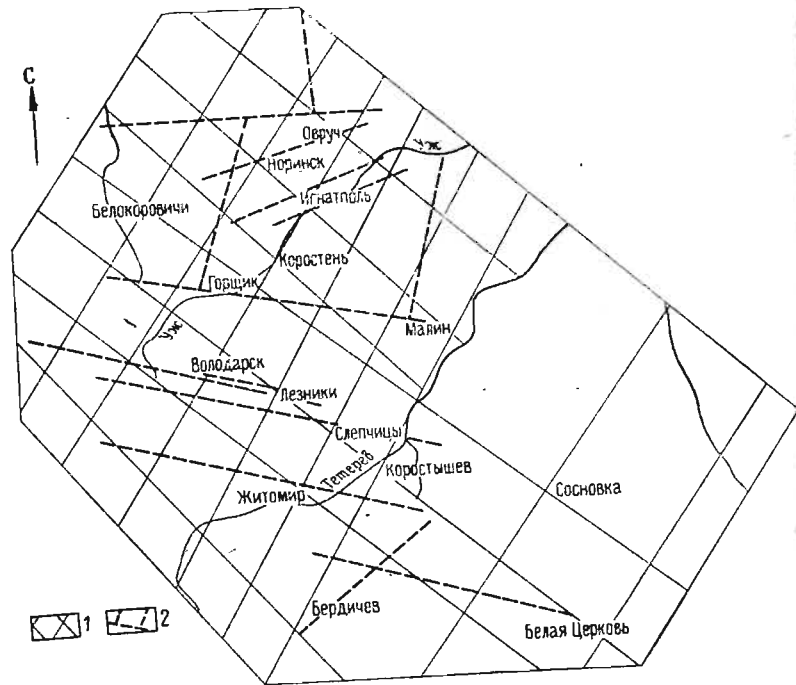 С
Овруч
Уж
Норинск
Игнатполь
Белокоровичи
Коростень
Горщик
Малин
Уж
Володарск
Лезники
Слепчицы
Тетерев
Коростышев
Житомир
Сосновка
Бердичев
Белая Церковь
1
2